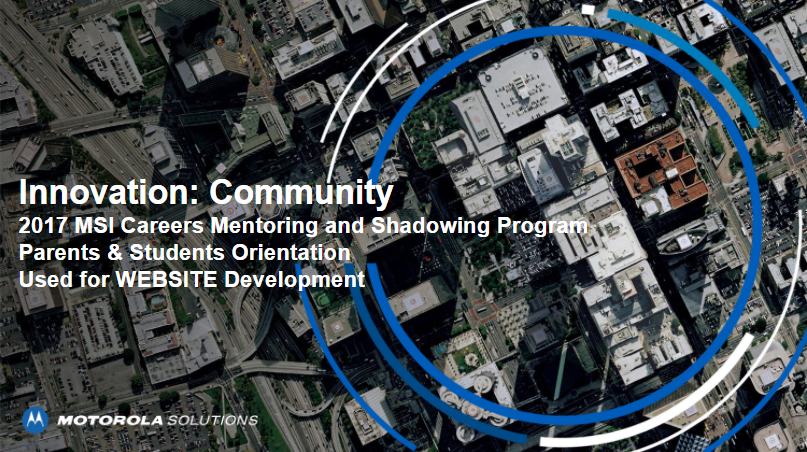 Innovation: Community
2017 MSI Careers Mentoring and Shadowing Program
Parents & Students Orientation
Used for WEBSITE Development
MOTOROLA SOLUTIONS